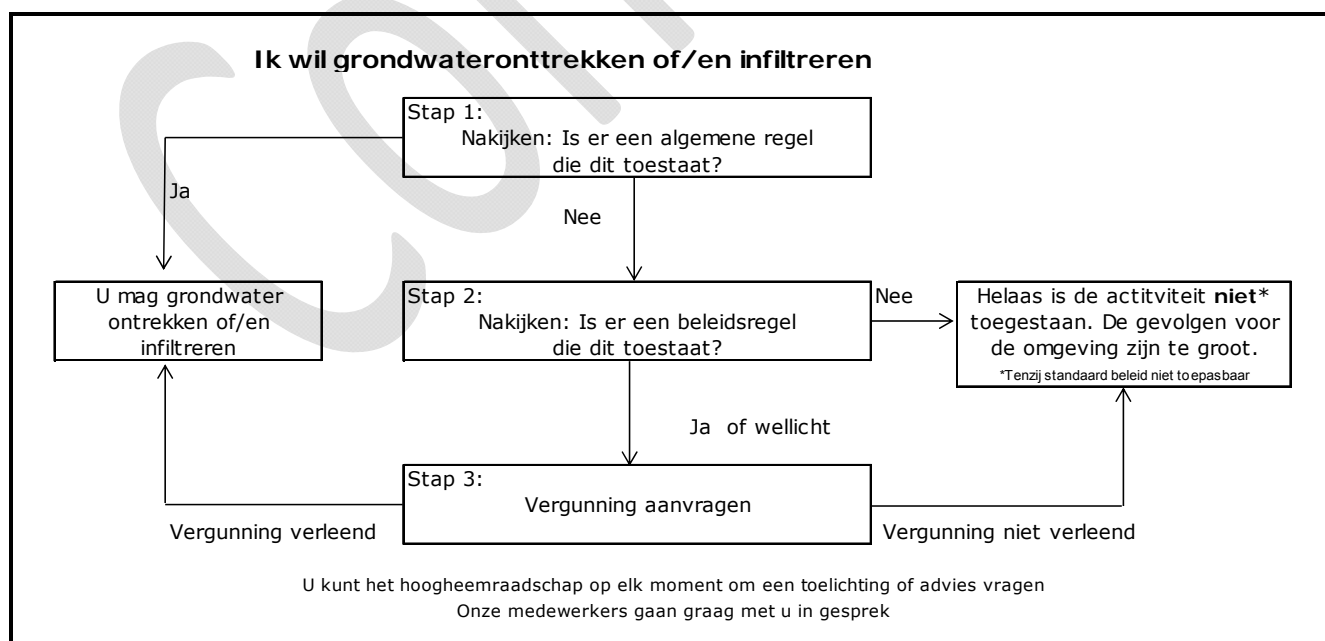 Ik wil grondwateronttrekken of/en infiltreren
Stap 1:
Nakijken: Is er een algemene regel
die dit toestaat?
Ja
Nee
U mag grondwater
ontrekken of/en
infiltreren
Stap 2:
Nakijken: Is er een beleidsregel
die dit toestaat?
Nee
Helaas is de actitviteit niet*
toegestaan. De gevolgen voor
de omgeving zijn te groot.
*Tenzij standaard beleid niet toepasbaar
Ja of wellicht
Stap 3:
Vergunning aanvragen
Vergunning verleend
Vergunning niet verleend
U kunt het hoogheemraadschap op elk moment om een toelichting of advies vragen
Onze medewerkers gaan graag met u in gesprek